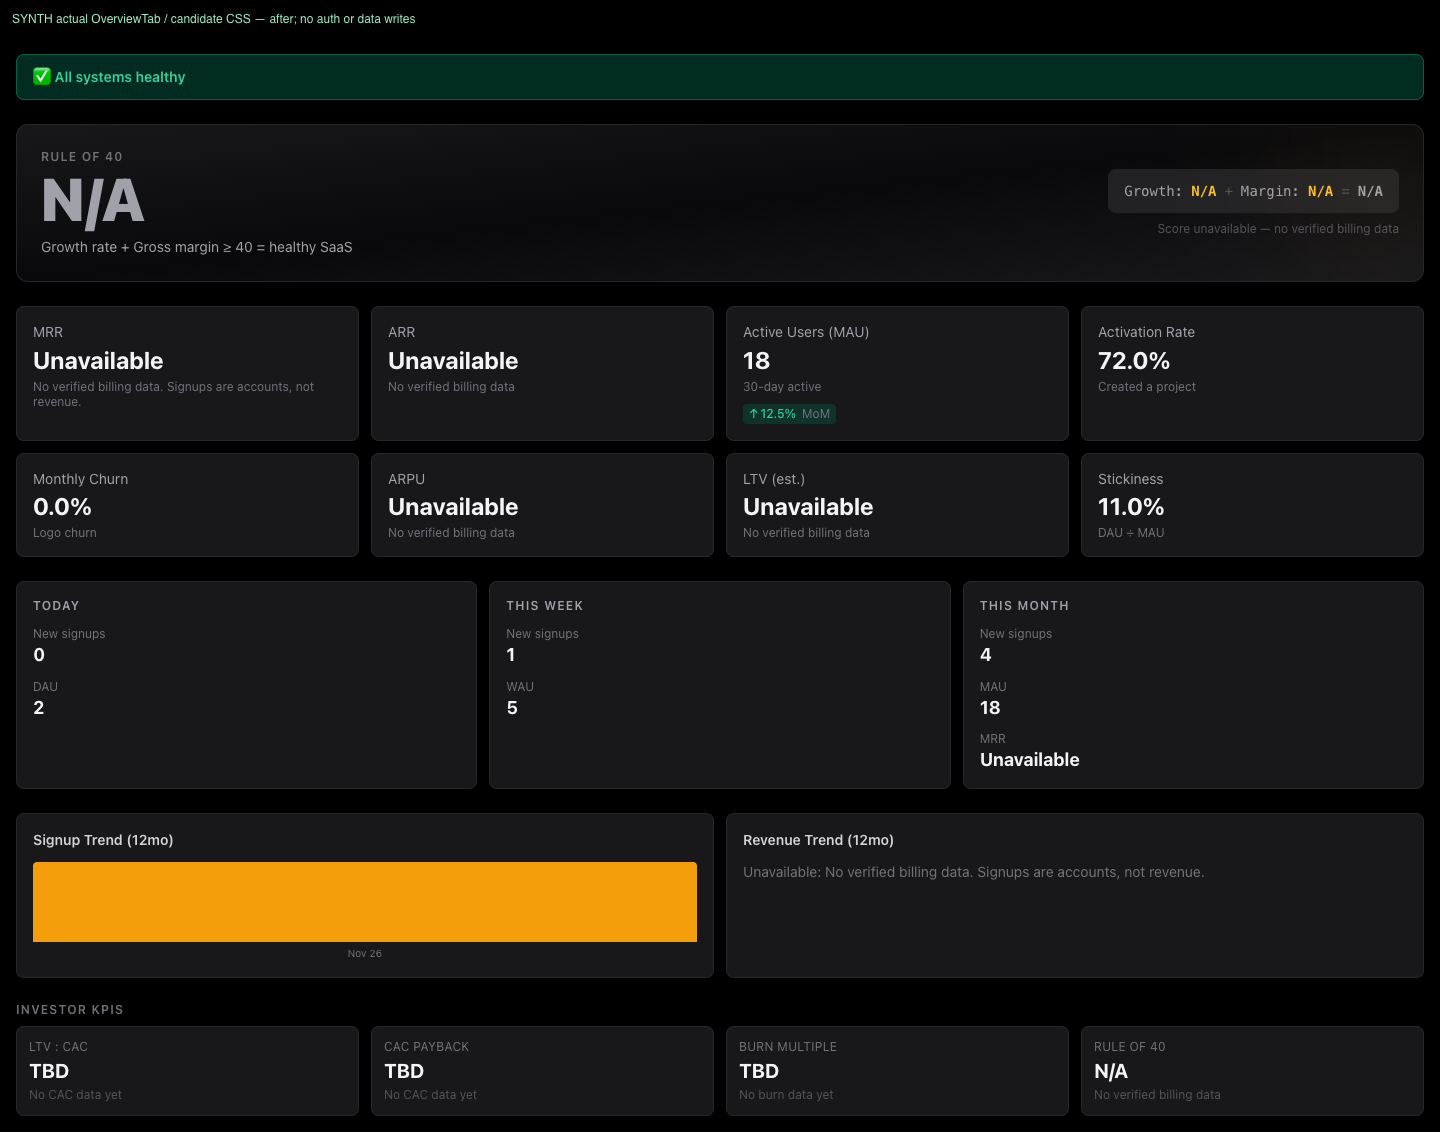 SYNTH actual OverviewTab / candidate CSS — after; no auth or data writes
✅ All systems healthy
RULE OF 40
N/A
Growth rate + Gross margin ≥ 40 = healthy SaaS
Growth: N/A + Margin: N/A = N/A
Score unavailable — no verified billing data
MRR
Unavailable
No verified billing data. Signups are accounts, not
revenue.
ARR
Unavailable
No verified billing data
Active Users (MAU)
18
30-day active
↑ 12.5% MoM
Activation Rate
72.0%
Created a project
Monthly Churn
0.0%
Logo churn
ARPU
Unavailable
No verified billing data
LTV (est.)
Unavailable
No verified billing data
Stickiness
11.0%
DAU ÷ MAU
TODAY
New signups
0
DAU
2
THIS WEEK
New signups
1
WAU
5
THIS MONTH
New signups
4
MAU
18
MRR
Unavailable
Signup Trend (12mo)
Nov 26
Revenue Trend (12mo)
Unavailable: No verified billing data. Signups are accounts, not revenue.
INVESTOR KPIS
LTV : CAC
TBD
No CAC data yet
CAC PAYBACK
TBD
No CAC data yet
BURN MULTIPLE
TBD
No burn data yet
RULE OF 40
N/A
No verified billing data